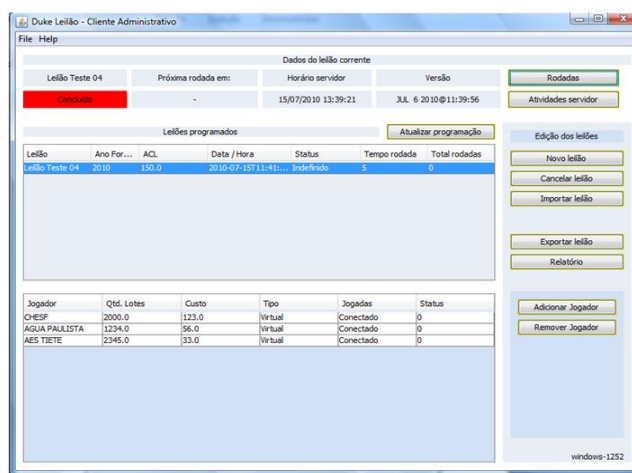 Duke Leilão - Cliente Administrativo
File Help
Dados do leilão corrente
Leilão Teste 04 Próxima rodada em: Horário servidor Versão Rodadas
Concluído - 15/07/2010 13:39:21 JUL 6 2010@11:39:56 Atividades servidor
Leilões programados Atualizar programação Edição dos leilões
Leilão Ano For... ACL Data / Hora Status Tempo rodada Total rodadas
Leilão Teste 04 2010 150.0 2010-07-15T11:41:... Indefinido 5 0
Novo leilão
Cancelar leilão
Importar leilão
Exportar leilão
Relatório
Jogador Qtd. Lotes Custo Tipo Jogadas Status
CHESF 2000.0 123.0 Virtual Conectado 0
AGUA PAULISTA 1234.0 56.0 Virtual Conectado 0
AES TIETE 2345.0 33.0 Virtual Conectado 0
Adicionar Jogador
Remover Jogador
windows-1252